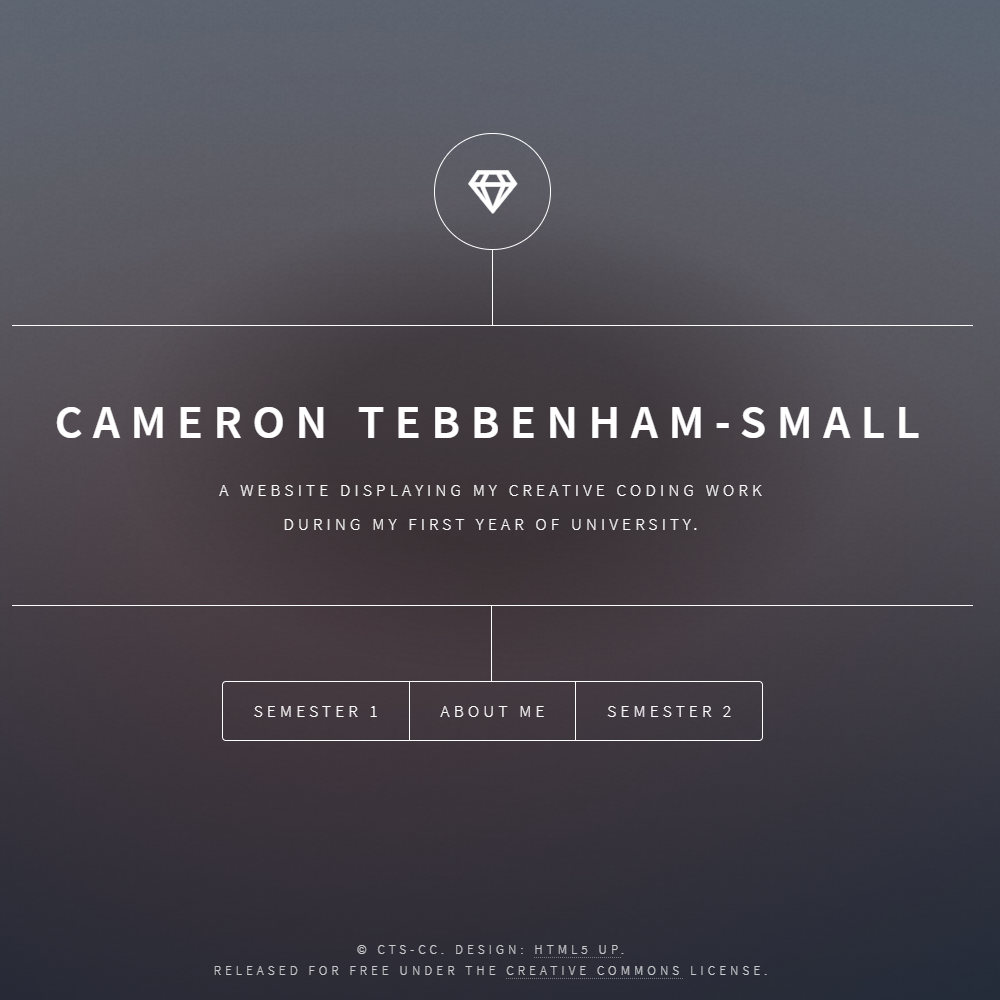 CAMERON TEBBENHAM-SMALL
A WEBSITE DISPLAYING MY CREATIVE CODING WORK
DURING MY FIRST YEAR OF UNIVERSITY.
SEMESTER 1 ABOUT ME SEMESTER 2
© CTS-CC. DESIGN: HTML5 UP.
RELEASED FOR FREE UNDER THE CREATIVE COMMONS LICENSE.